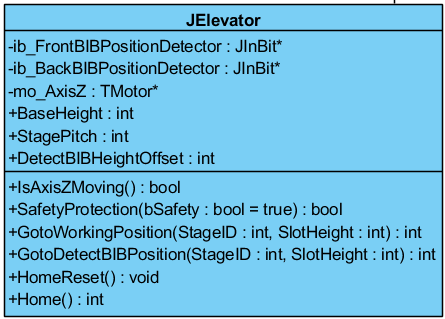 JElevator
-ib_FrontBIBPositionDetector : JInBit*
-ib_BackBIBPositionDetector : JInBit*
-mo_AxisZ : TMotor*
+BaseHeight : int
+StagePitch : int
+DetectBIBHeightOffset : int
+IsAxisZMoving() : bool
+SafetyProtection(bSafety : bool = true) : bool
+GotoWorkingPosition(StageID : int, SlotHeight : int) : int
+GotoDetectBIBPosition(StageID : int, SlotHeight : int) : int
+HomeReset() : void
+Home() : int